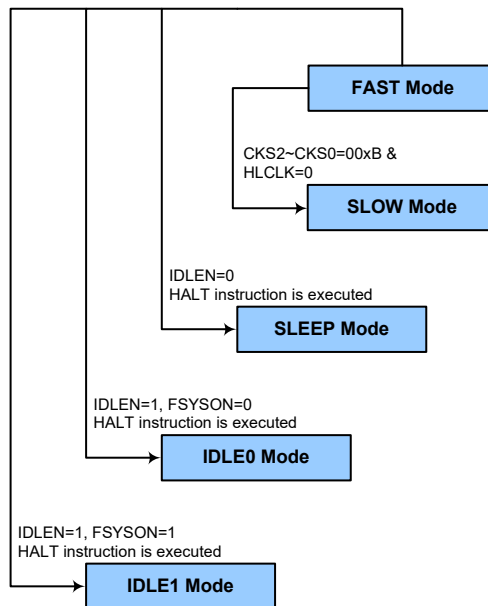 FAST Mode
CKS2~CKS0=00xB &
HLCLK=0
SLOW Mode
IDLEN=0
HALT instruction is executed
SLEEP Mode
IDLEN=1, FSYSON=0
HALT instruction is executed
IDLE0 Mode
IDLEN=1, FSYSON=1
HALT instruction is executed
IDLE1 Mode